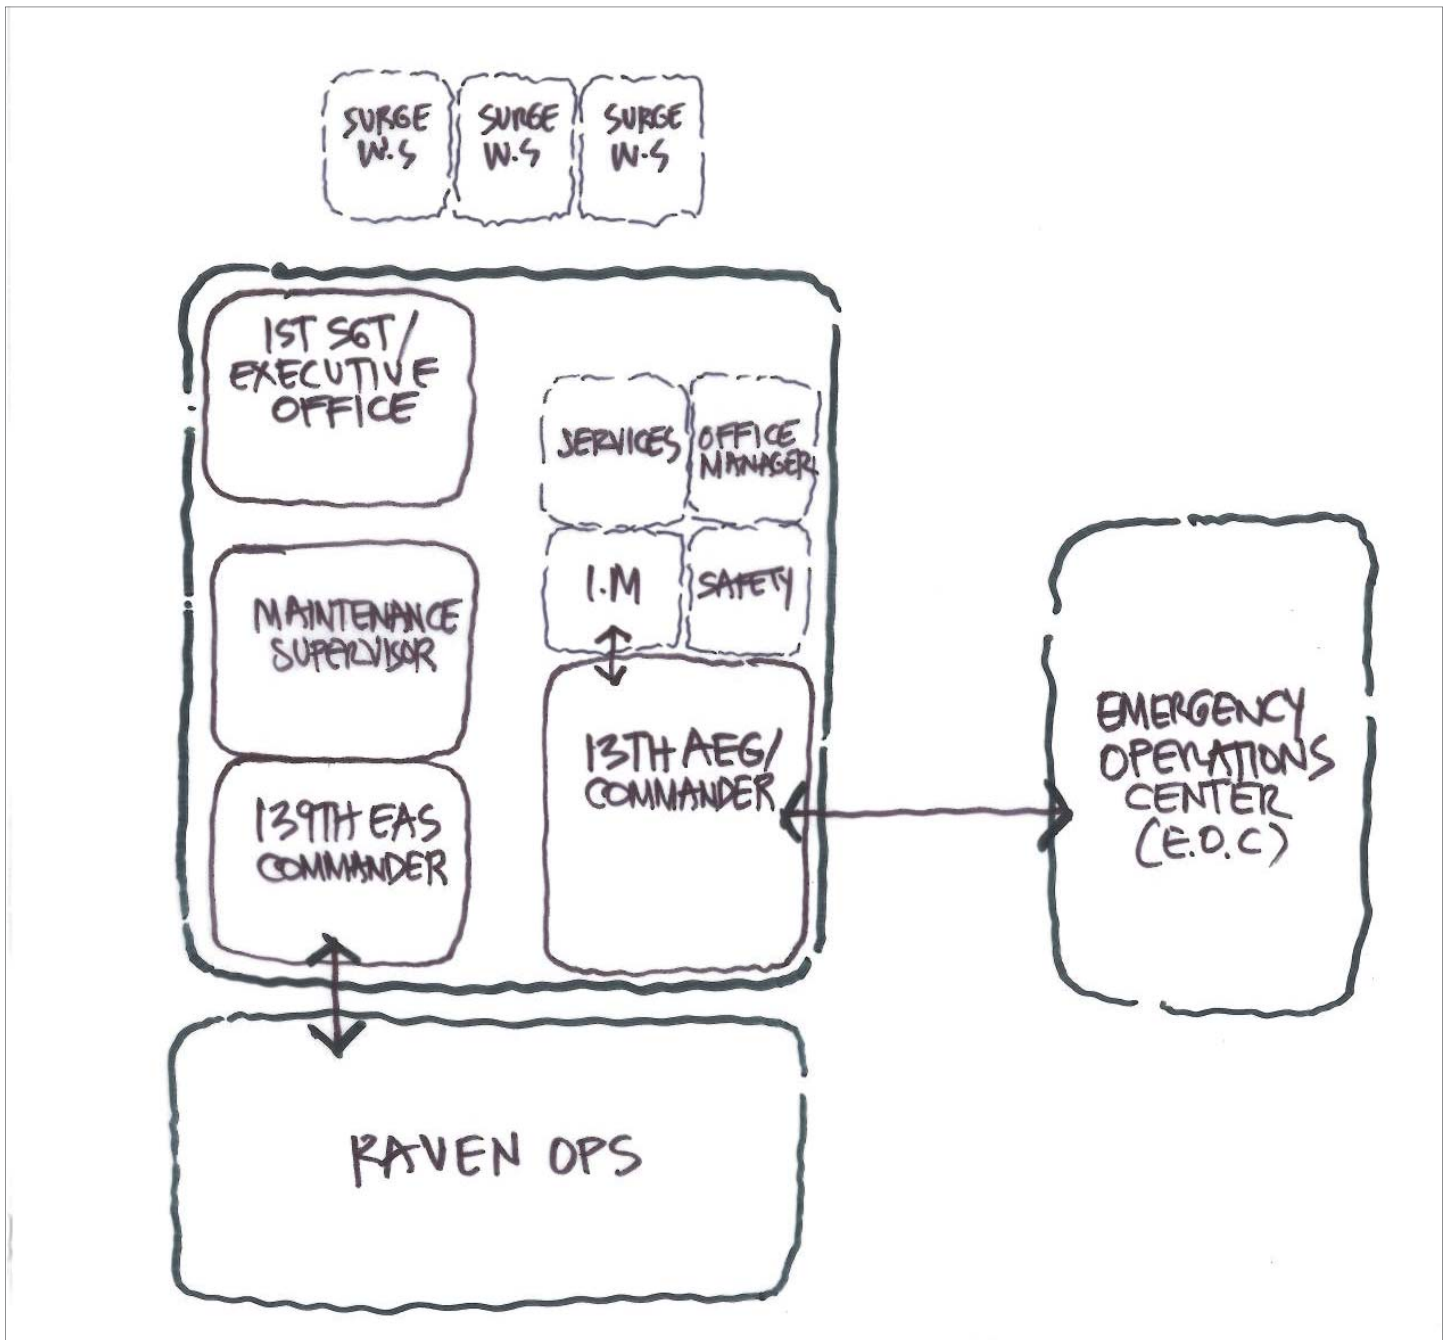 SURGE
W.S
SURGE
W.S
SURGE
W.S
1ST SGT/
EXECUTIVE
OFFICE
SERVICES
OFFICE
MANAGER
I.M
SAFETY
MAINTENANCE
SUPERVISOR
13TH AEG/
COMMANDER
139TH EAS
COMMANDER
EMERGENCY
OPERATIONS
CENTER
(E.O.C)
RAVEN OPS